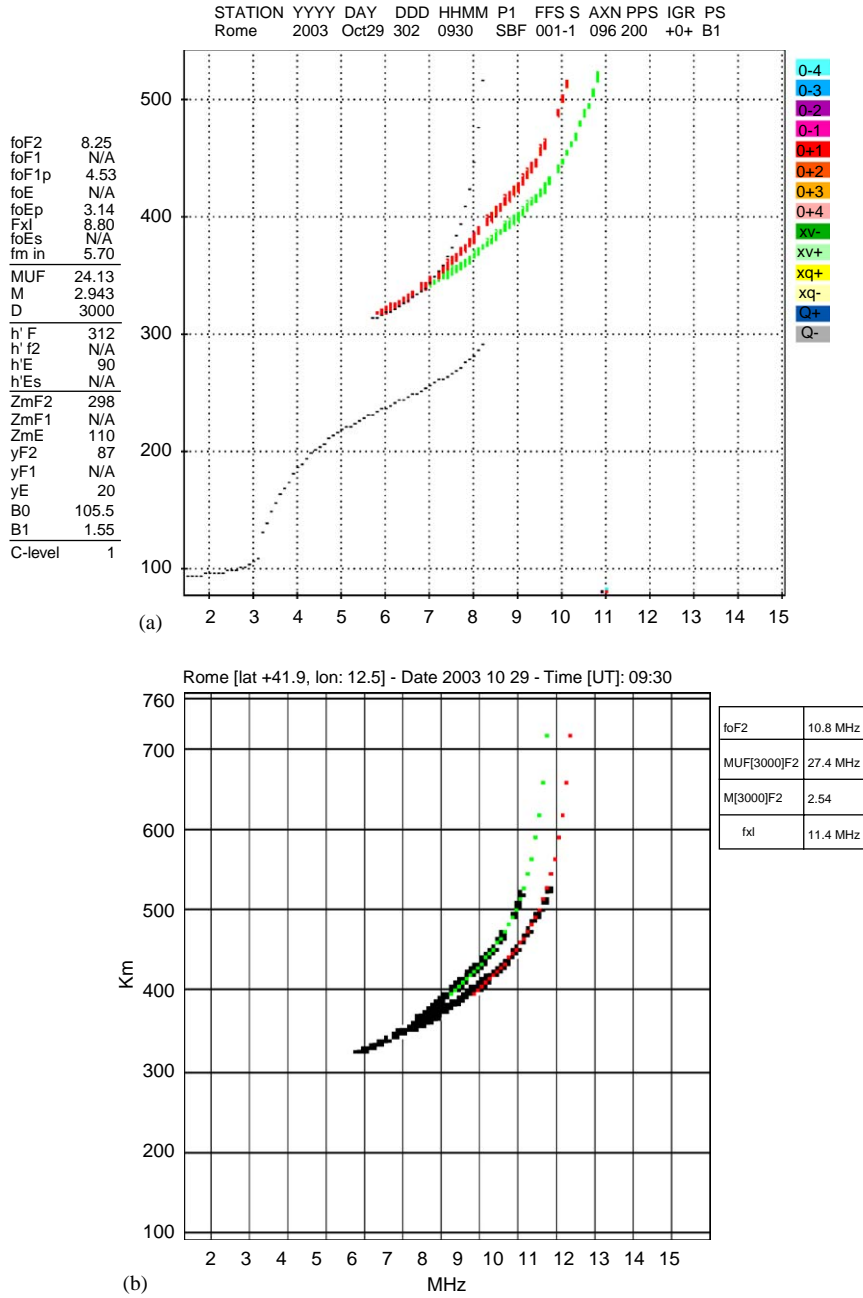 STATION YYYY DAY DDD HHMM P1 FFS S AXN PPS IGR PS
Rome 2003 Oct29 302 0930 SBF 001-1 096 200 +0+ B1
foF2 8.25
foF1 N/A
foF1p 4.53
foE N/A
foEp 3.14
FxI 8.80
foEs N/A
fm in 5.70
MUF 24.13
M 2.943
D 3000
h' F 312
h' f2 N/A
h'E 90
h'Es N/A
ZmF2 298
ZmF1 N/A
ZmE 110
yF2 87
yF1 N/A
yE 20
B0 105.5
B1 1.55
C-level 1
500
400
300
200
100
2 3 4 5 6 7 8 9 10 11 12 13 14 15
0-4
0-3
0-2
0-1
0+1
0+2
0+3
0+4
xv-
xv+
xq+
xq-
Q+
Q-
(a)
Rome [lat +41.9, lon: 12.5] - Date 2003 10 29 - Time [UT]: 09:30
760
700
600
500
400
300
200
100
Km
2 3 4 5 6 7 8 9 10 11 12 13 14 15
MHz
foF2 10.8 MHz
MUF[3000]F2 27.4 MHz
M[3000]F2 2.54
fxI 11.4 MHz
(b)